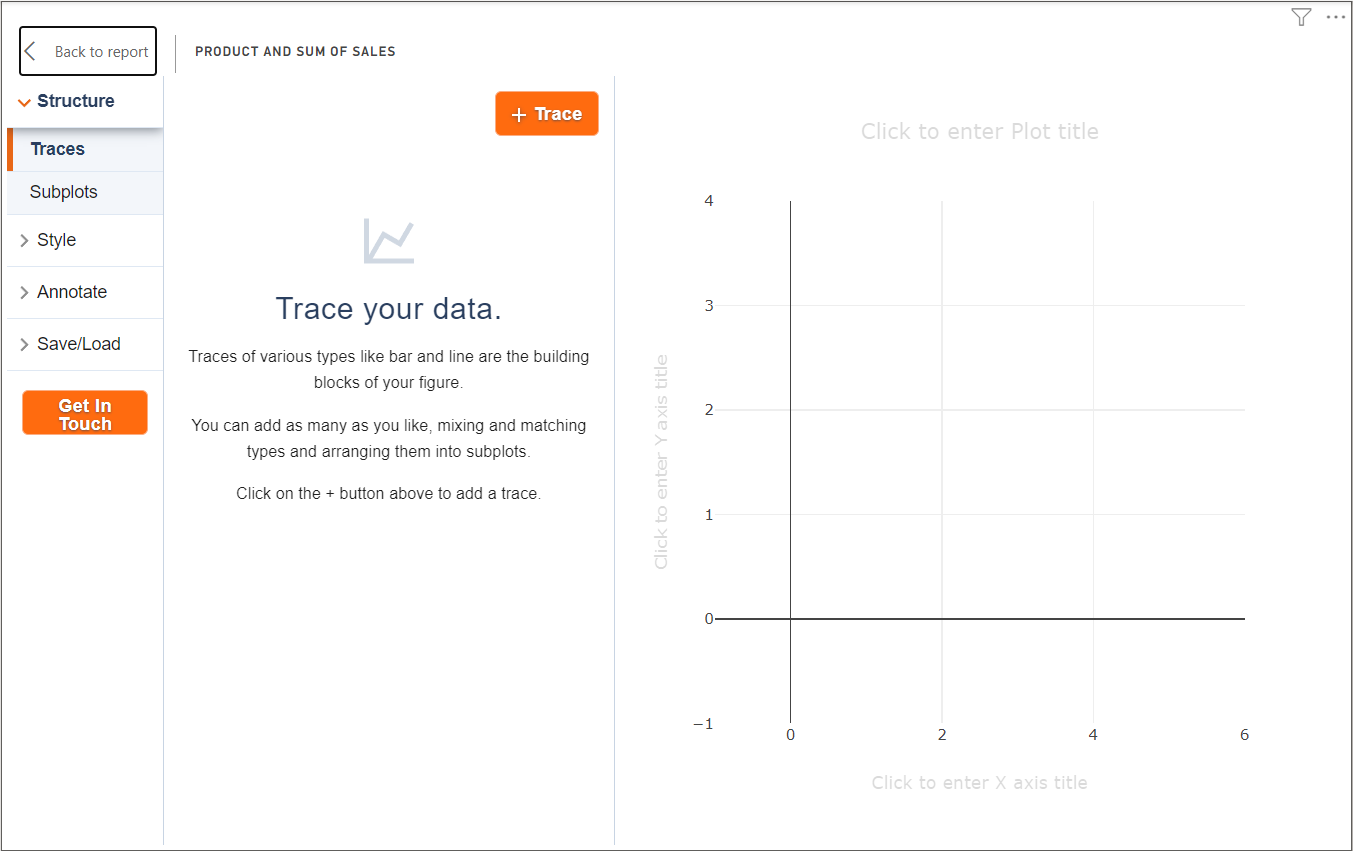 Back to report
PRODUCT AND SUM OF SALES
Structure
Traces
Subplots
Style
Annotate
Save/Load
Get In
Touch
+ Trace
Trace your data.
Traces of various types like bar and line are the building
blocks of your figure.
You can add as many as you like, mixing and matching
types and arranging them into subplots.
Click on the + button above to add a trace.
Click to enter Plot title
Click to enter Y axis title
4
3
2
1
0
−1
0
2
4
6
Click to enter X axis title